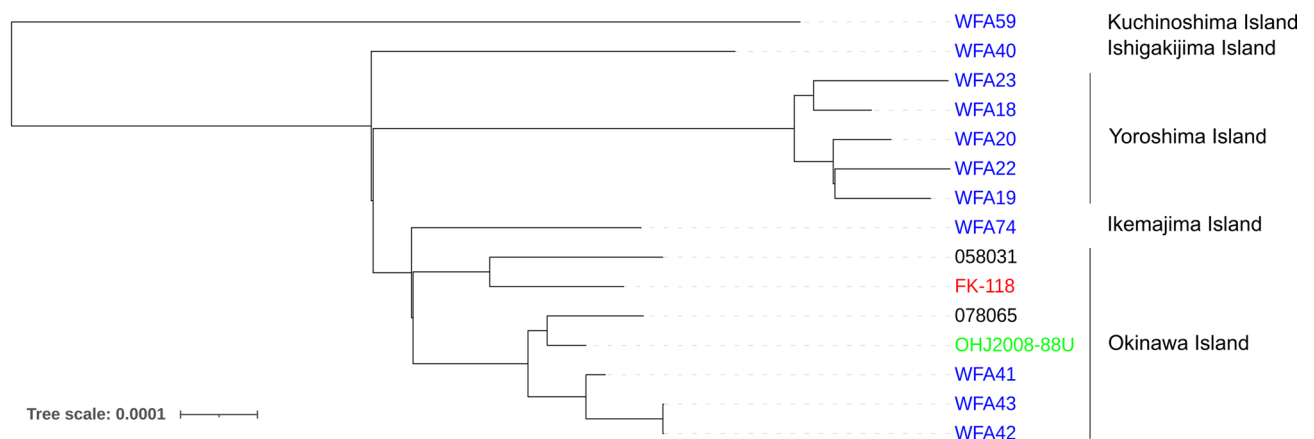 WFA59 Kuchinoshima Island
WFA40 Ishigakijima Island
WFA23
WFA18
WFA20 Yoroshima Island
WFA22
WFA19
WFA74 Ikemajima Island
058031
FK-118
078065
OHJ2008-88U Okinawa Island
WFA41
WFA43
WFA42
Tree scale: 0.0001